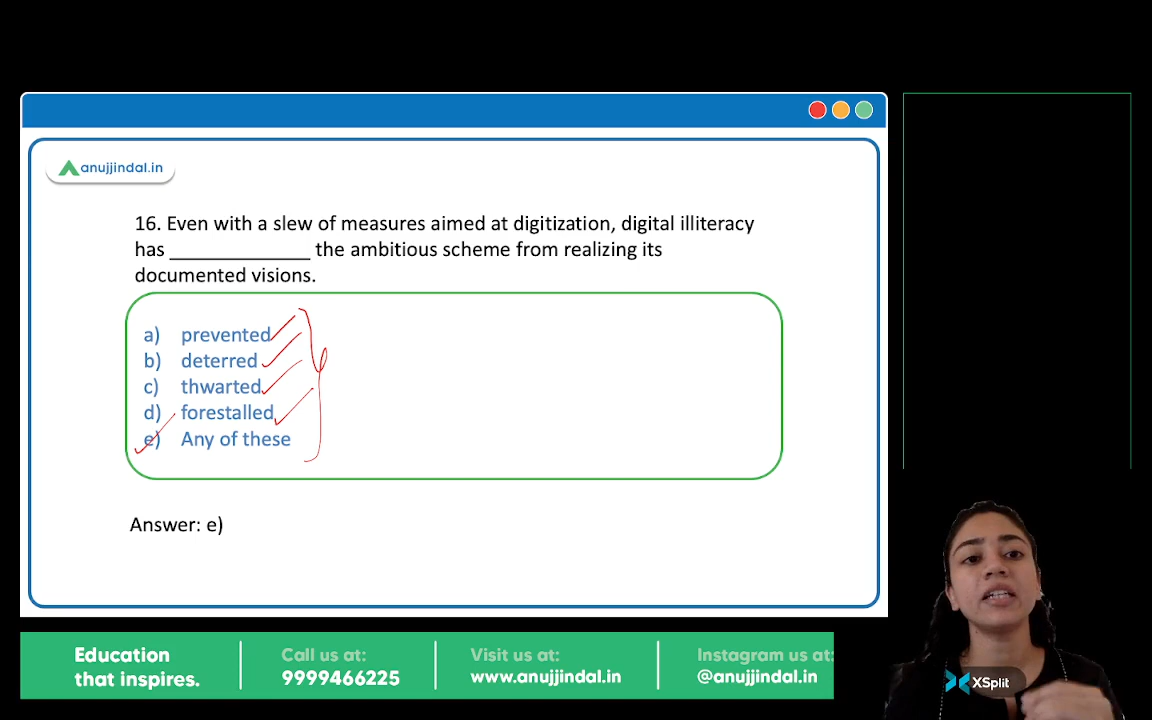 anujjindal.in
16. Even with a slew of measures aimed at digitization, digital illiteracy
has _____________ the ambitious scheme from realizing its
documented visions.
a) prevented
b) deterred
c) thwarted
d) forestalled
e) Any of these
Answer: e)
Education
that inspires.
Call us at:
9999466225
Visit us at:
www.anujjindal.in
Instagram us at:
@anujjindal.in
XSplit